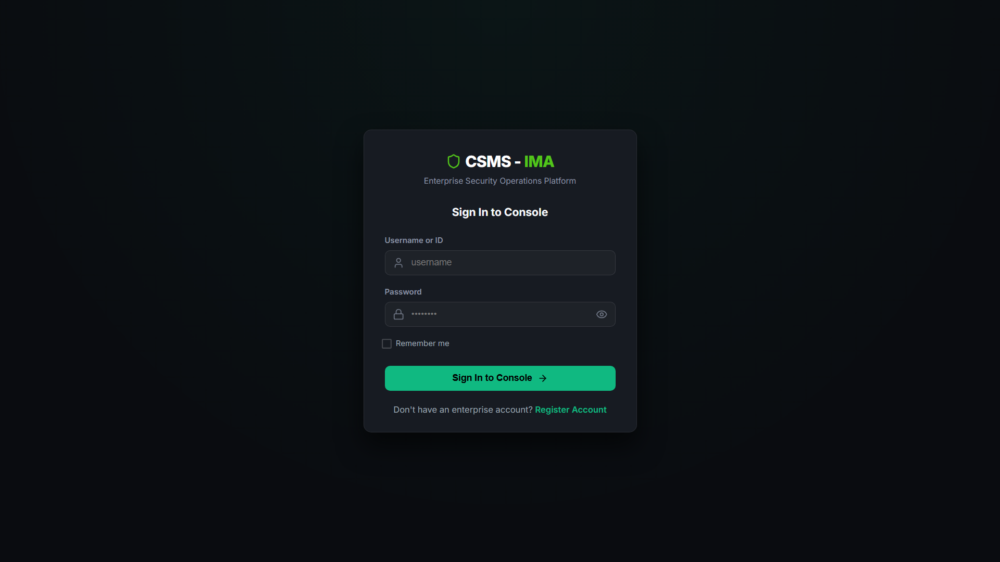 CSMS - IMA
Enterprise Security Operations Platform
Sign In to Console
Username or ID
username
Password
••••••••
Remember me
Sign In to Console →
Don't have an enterprise account? Register Account